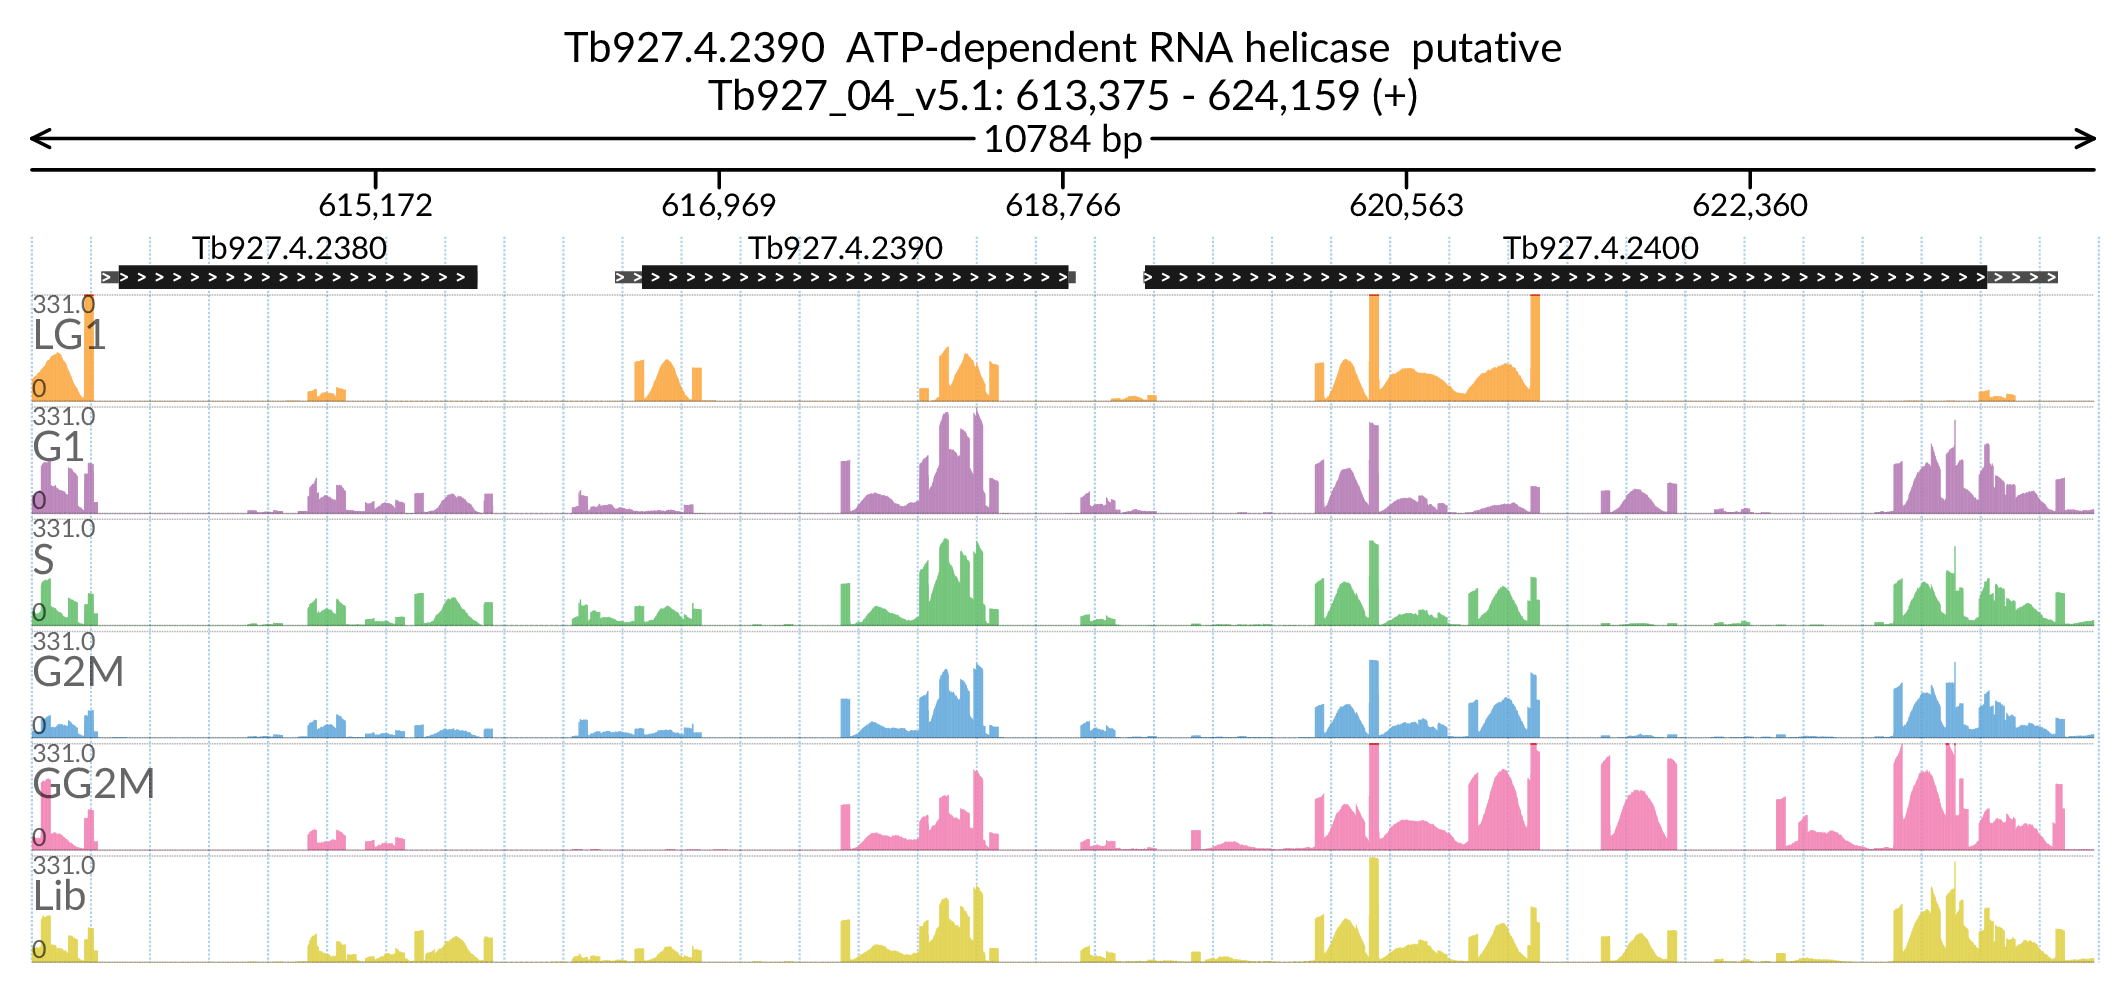 Tb927.4.2390  ATP-dependent RNA helicase  putative
Tb927_04_v5.1: 613,375 - 624,159 (+)
10784 bp
615,172 616,969 618,766 620,563 622,360
Tb927.4.2380 Tb927.4.2390 Tb927.4.2400
331.0
LG1
0
331.0
G1
0
331.0
S
0
331.0
G2M
0
331.0
GG2M
0
331.0
Lib
0